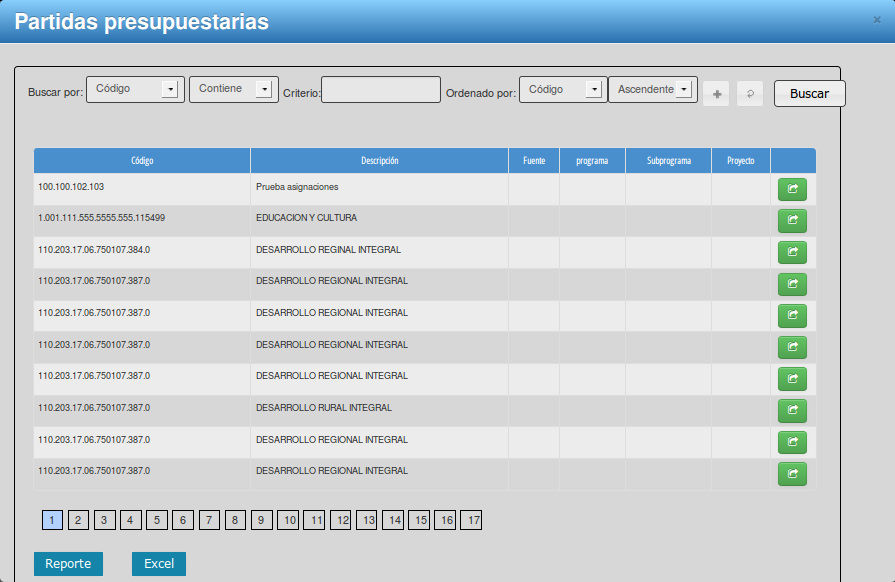 Partidas presupuestarias
×
Buscar por: Código Contiene Criterio: Ordenado por: Código Ascendente Buscar
Código Descripción Fuente programa Subprograma Proyecto
100.100.102.103 Prueba asignaciones
1.001.111.555.5555.555.115499 EDUCACION Y CULTURA
110.203.17.06.750107.384.0 DESARROLLO REGINAL INTEGRAL
110.203.17.06.750107.387.0 DESARROLLO REGIONAL INTEGRAL
110.203.17.06.750107.387.0 DESARROLLO REGIONAL INTEGRAL
110.203.17.06.750107.387.0 DESARROLLO REGIONAL INTEGRAL
110.203.17.06.750107.387.0 DESARROLLO REGIONAL INTEGRAL
110.203.17.06.750107.387.0 DESARROLLO RURAL INTEGRAL
110.203.17.06.750107.387.0 DESARROLLO REGIONAL INTEGRAL
110.203.17.06.750107.387.0 DESARROLLO REGIONAL INTEGRAL
1 2 3 4 5 6 7 8 9 10 11 12 13 14 15 16 17
Reporte Excel